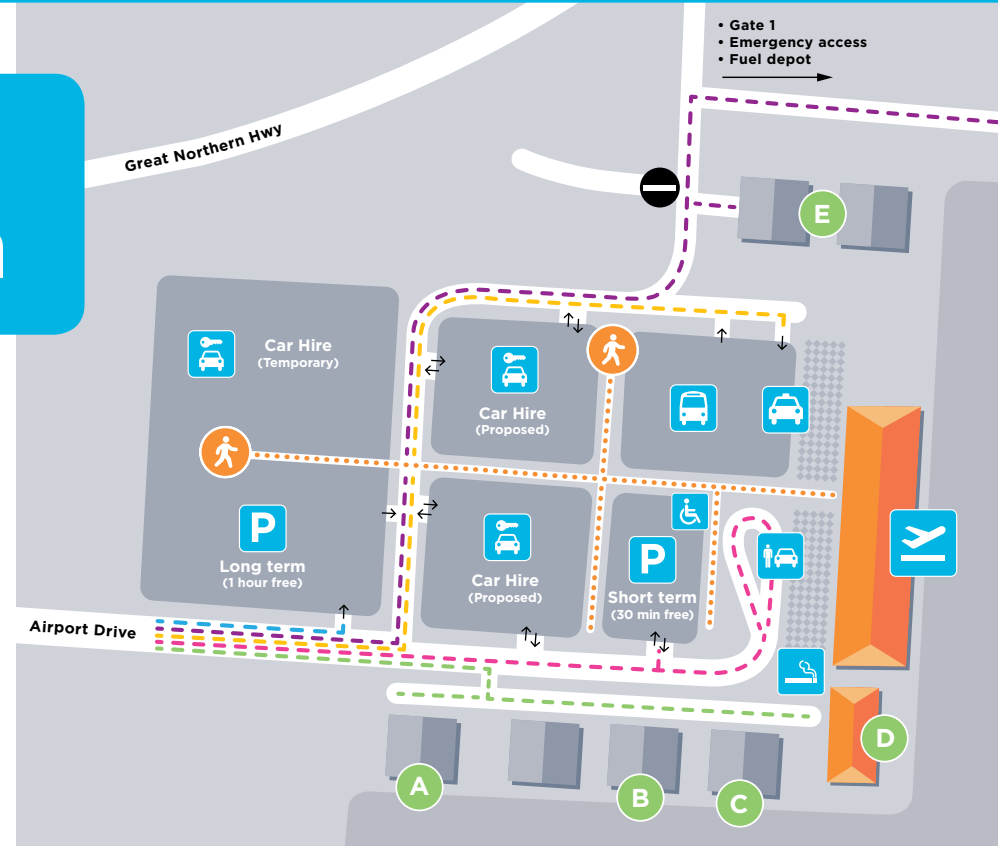 • Gate 1
• Emergency access
• Fuel depot
Great Northern Hwy
E
Car Hire
(Temporary)
Car Hire
(Proposed)
P
Long term
(1 hour free)
Car Hire
(Proposed)
P
Short term
(30 min free)
Airport Drive
A
B
C
D